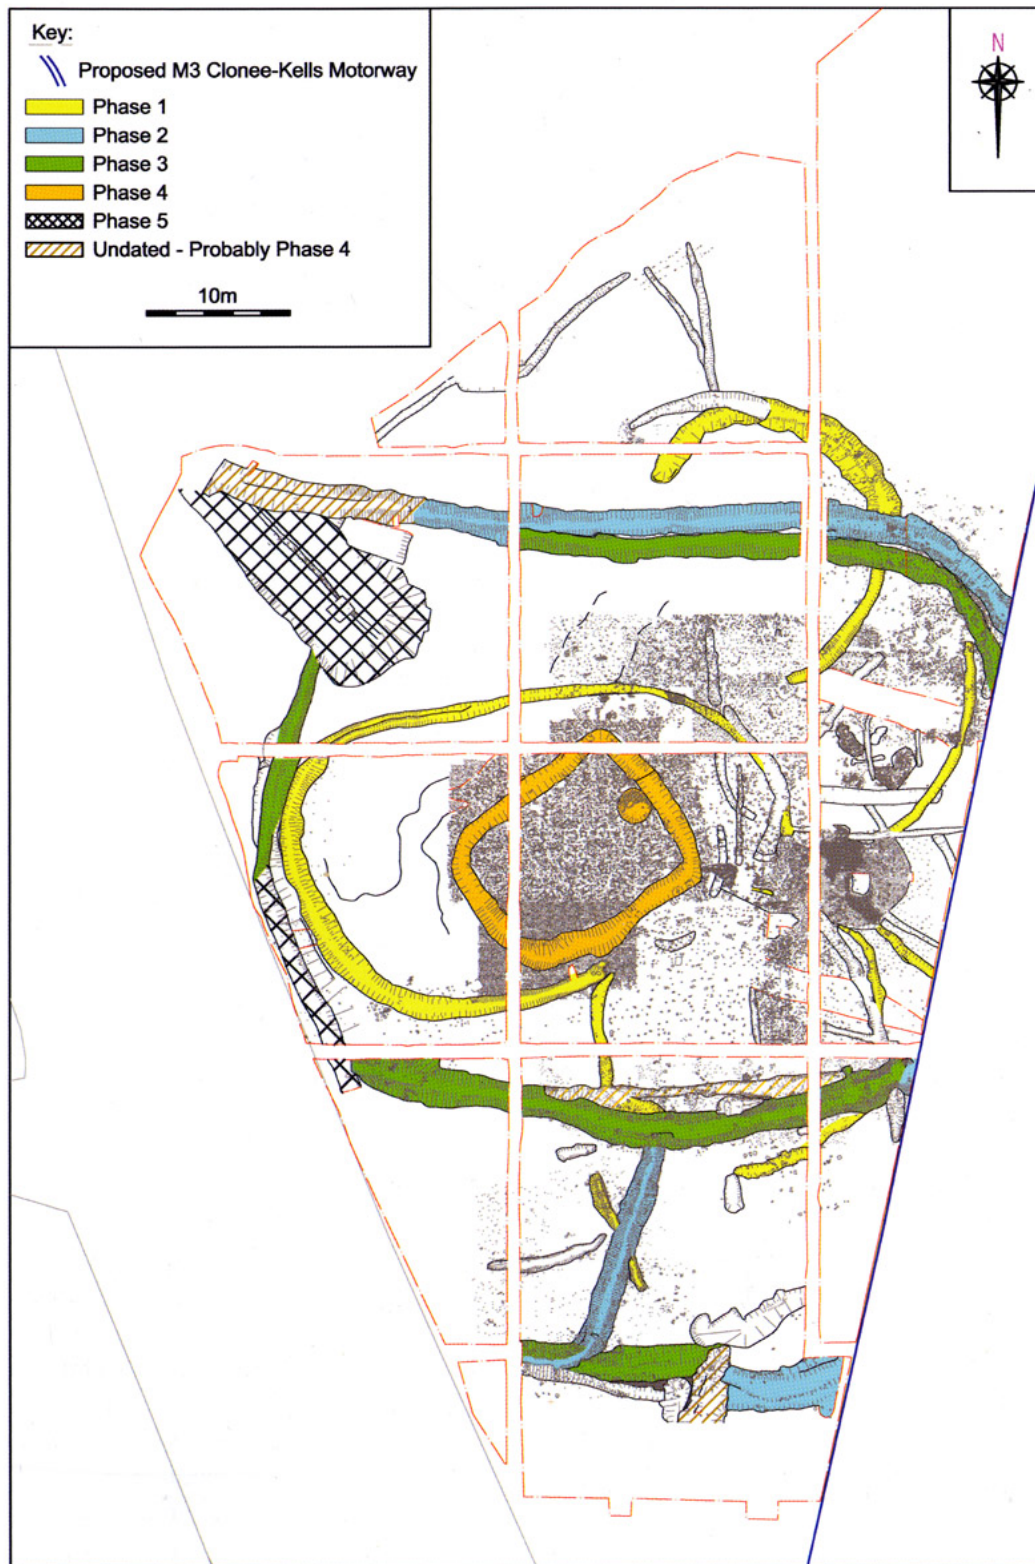 Key:
Proposed M3 Clonee-Kells Motorway
Phase 1
Phase 2
Phase 3
Phase 4
Phase 5
Undated - Probably Phase 4
10m
N